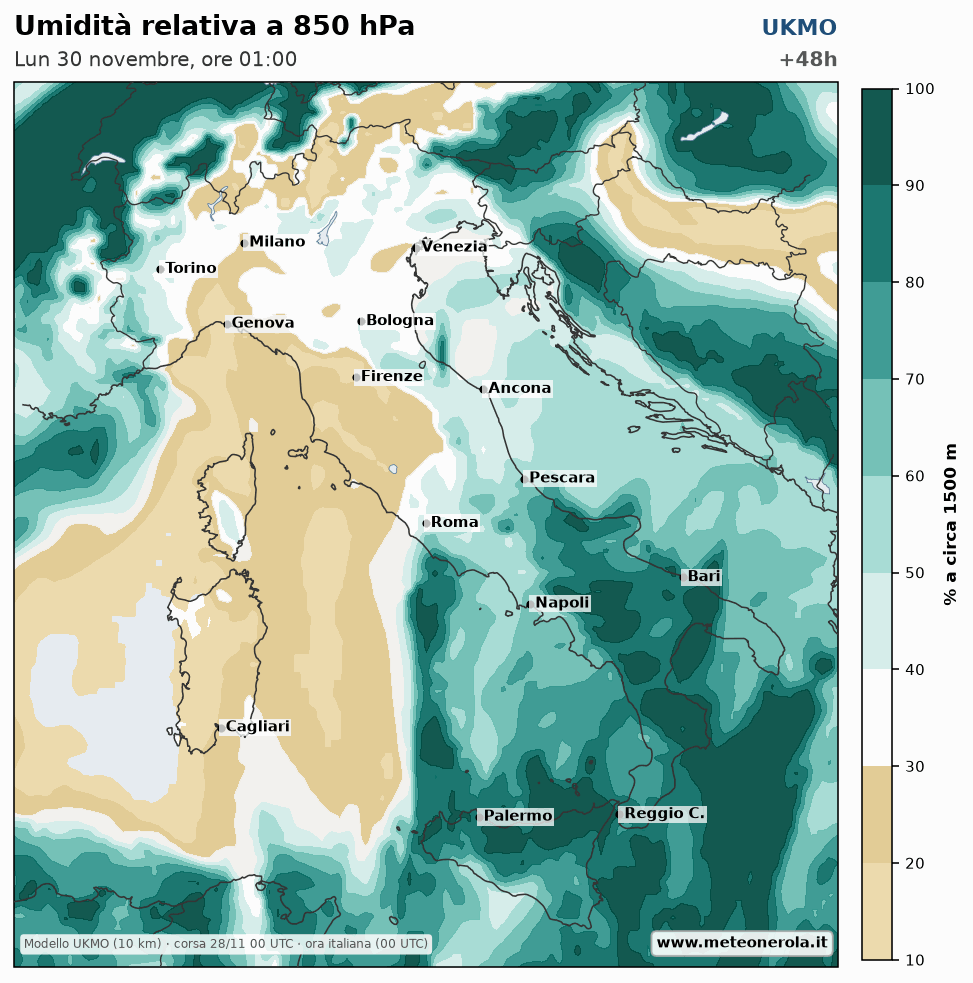 Umidità relativa a 850 hPa
UKMO
Lun 30 novembre, ore 01:00
+48h
Milano
Venezia
Torino
Genova
Bologna
Firenze
Ancona
Pescara
Roma
Bari
Napoli
Cagliari
Palermo
Reggio C.
100
90
80
70
60
50
40
30
20
10
% a circa 1500 m
Modello UKMO (10 km) · corsa 28/11 00 UTC · ora italiana (00 UTC)
www.meteonerola.it